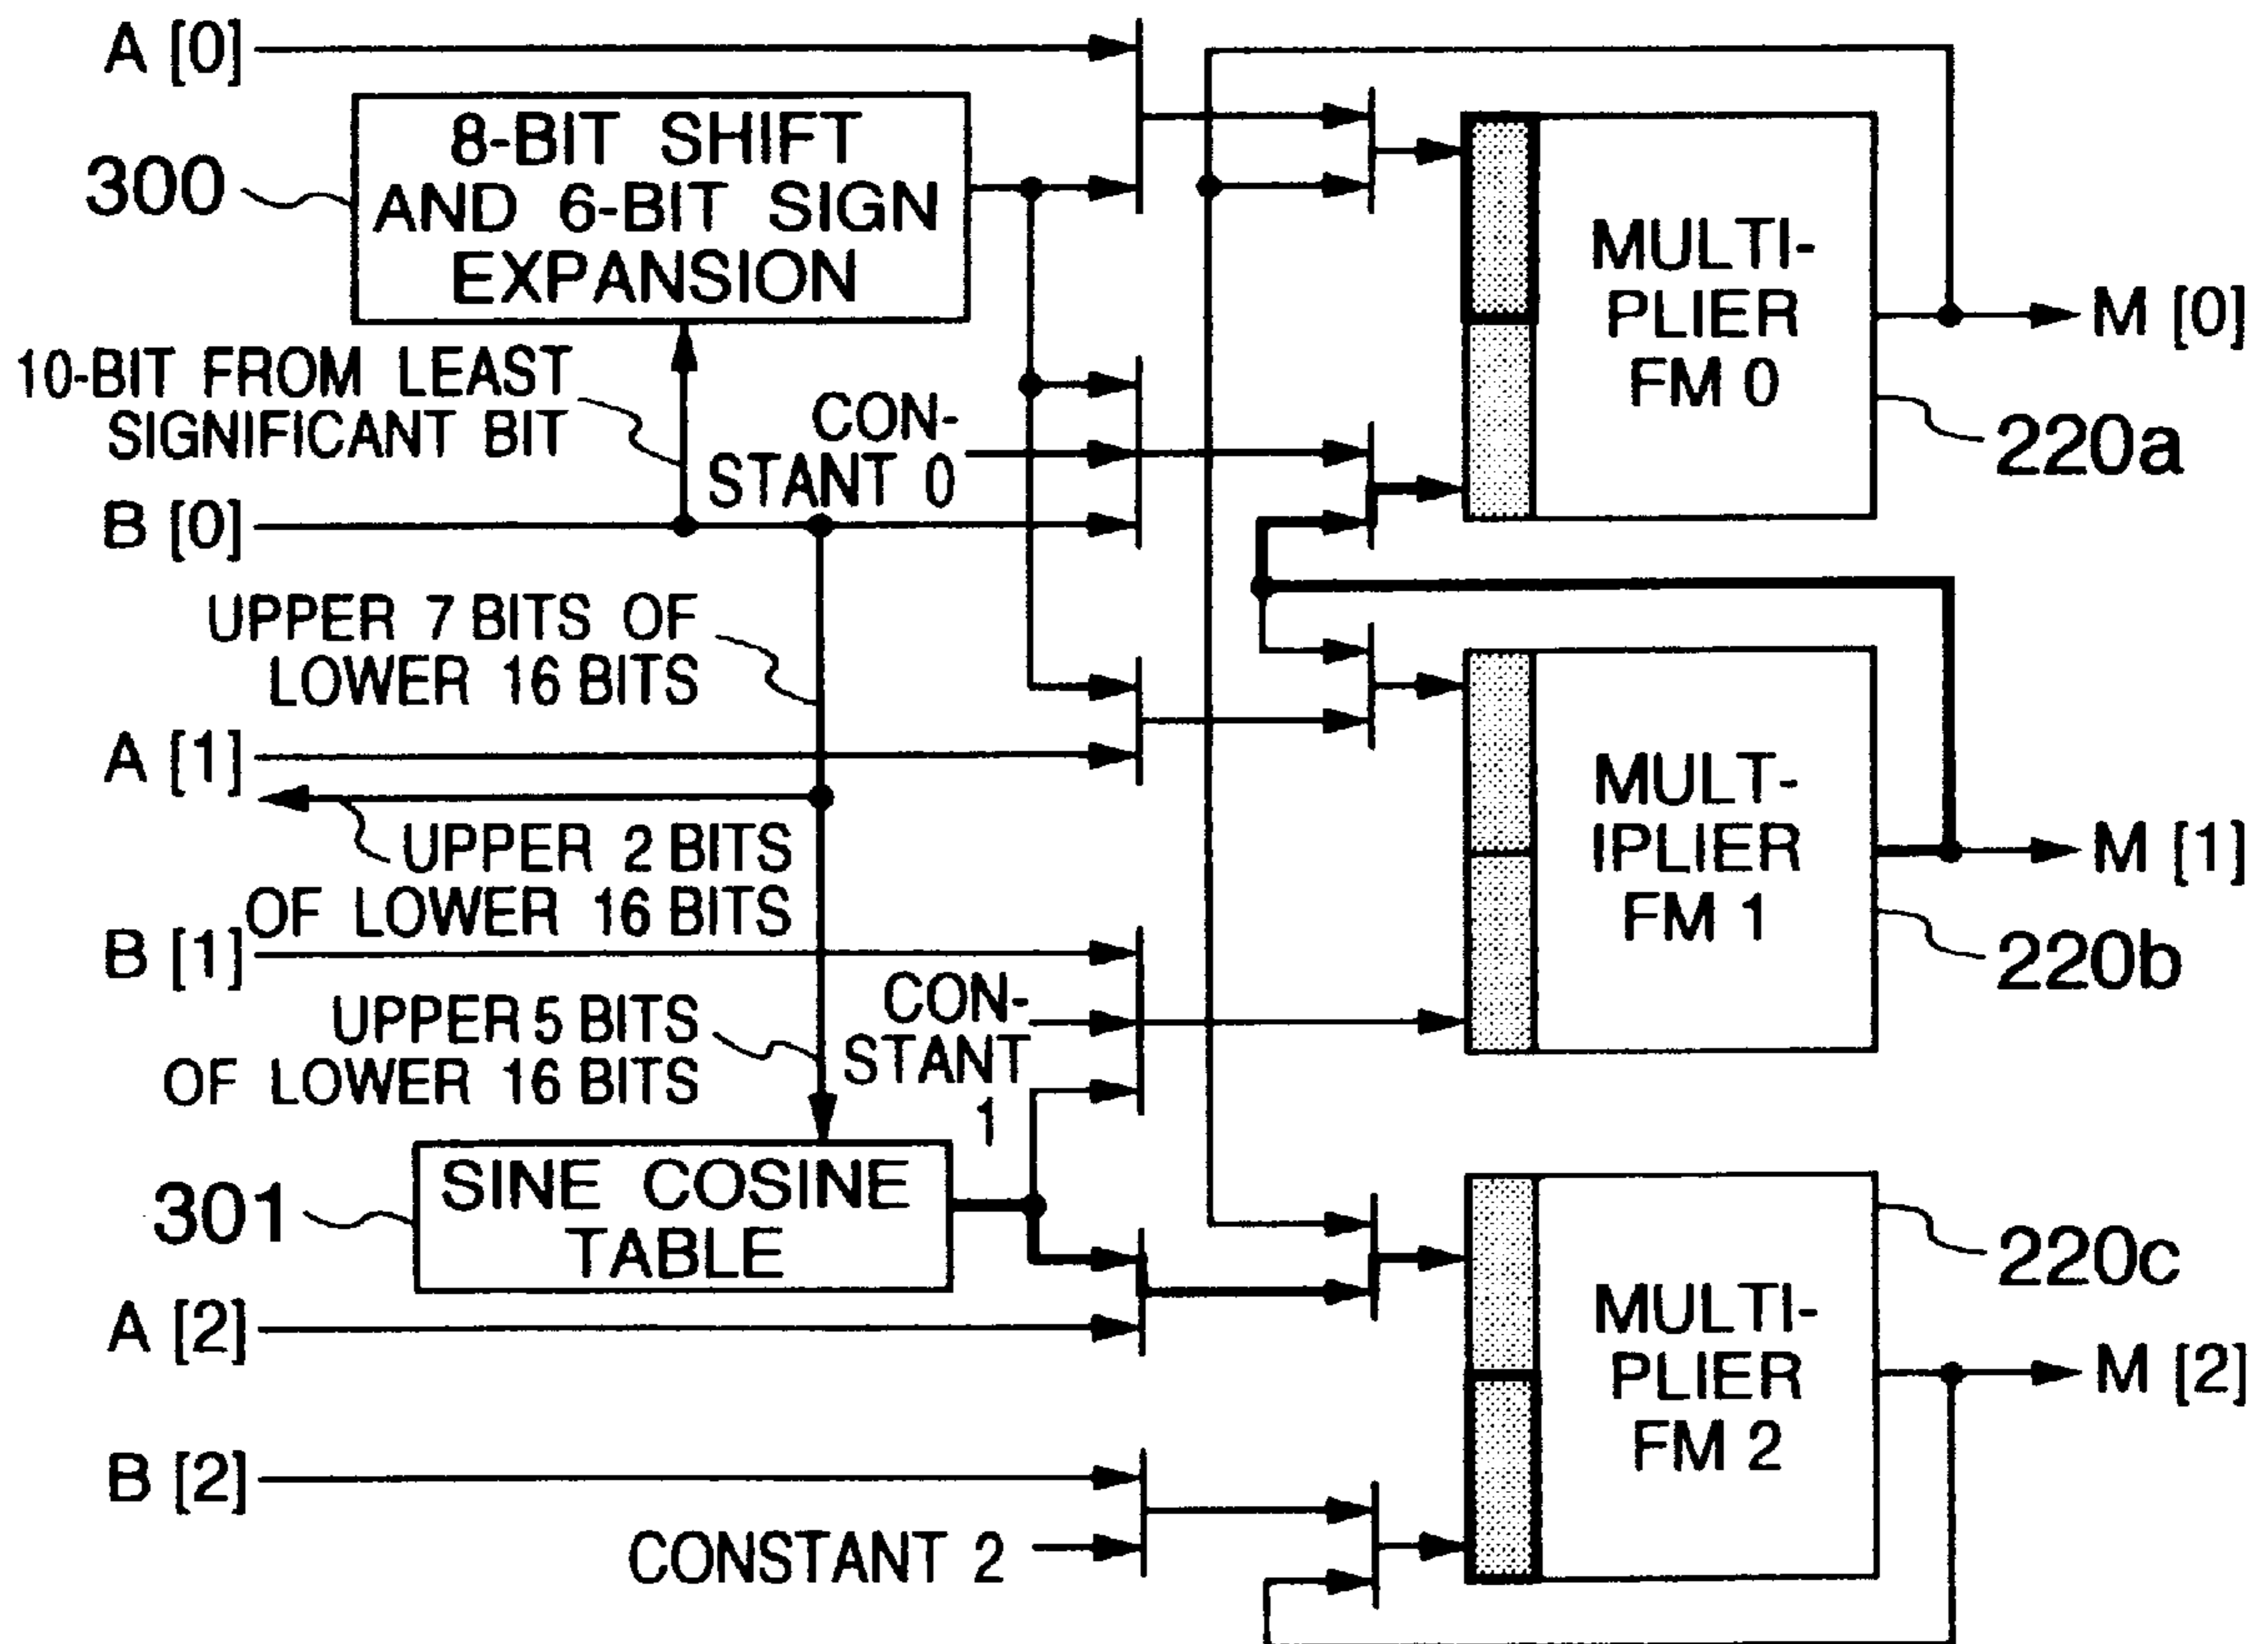 A [0]
8-BIT SHIFT
AND 6-BIT SIGN
EXPANSION
300
MULTI-
PLIER
FM 0
M [0]
10-BIT FROM LEAST
SIGNIFICANT BIT
CON-
STANT 0
220a
B [0]
UPPER 7 BITS OF
LOWER 16 BITS
A [1]
MULT-
IPLIER
FM 1
M [1]
UPPER 2 BITS
OF LOWER 16 BITS
B [1]
220b
CON-
STANT
1
UPPER 5 BITS
OF LOWER 16 BITS
SINE COSINE
TABLE
301
220c
A [2]
MULTI-
PLIER
FM 2
M [2]
B [2]
CONSTANT 2